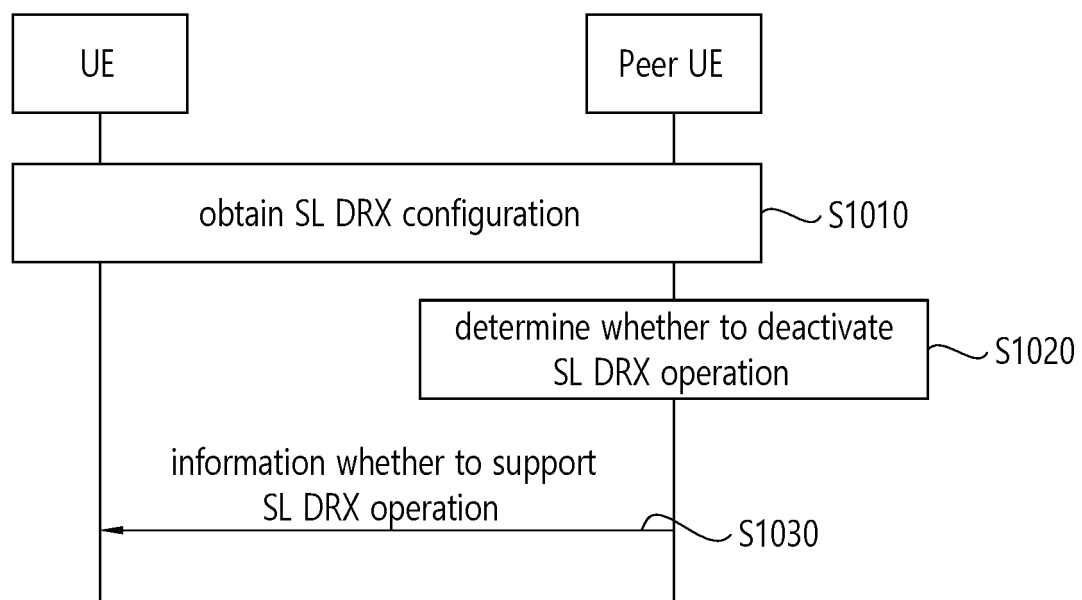 UE
Peer UE
obtain SL DRX configuration
S1010
determine whether to deactivate
SL DRX operation
S1020
information whether to support
SL DRX operation
S1030